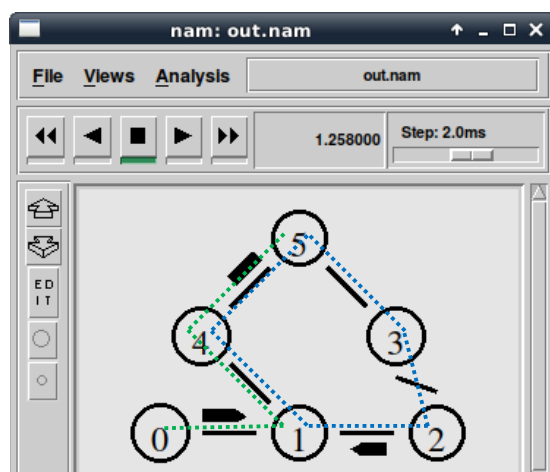 nam: out.nam
File Views Analysis out.nam
1.258000 Step: 2.0ms
ED
IT
5
4
3
0 1 2